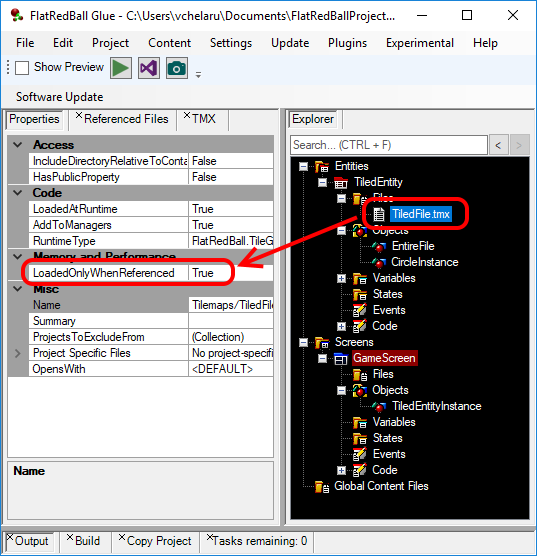 FlatRedBall Glue - C:\Users\vchelaru\Documents\FlatRedBallProject...
File Edit Project Content Settings Update Plugins Experimental
Show Preview
Software Update
Properties Referenced Files TMX
Access
IncludeDirectoryRelativeToConta False
HasPublicProperty False
Code
LoadedAtRuntime True
AddToManagers True
RuntimeType FlatRedBall.TileG
Memory and Performance
LoadedOnlyWhenReferenced True
Misc
Name Tilemaps/TiledFile
Summary
ProjectsToExcludeFrom (Collection)
Project Specific Files No project-specif
OpensWith <DEFAULT>
Name
Explorer
Search... (CTRL + F) < >
Entities
TiledEntity
Files
TiledFile.tmx
Objects
EntireFile
CircleInstance
Variables
States
Events
Code
Screens
GameScreen
Files
Objects
TiledEntityInstance
Variables
States
Events
Code
Global Content Files
Output Build Copy Project Tasks remaining: 0